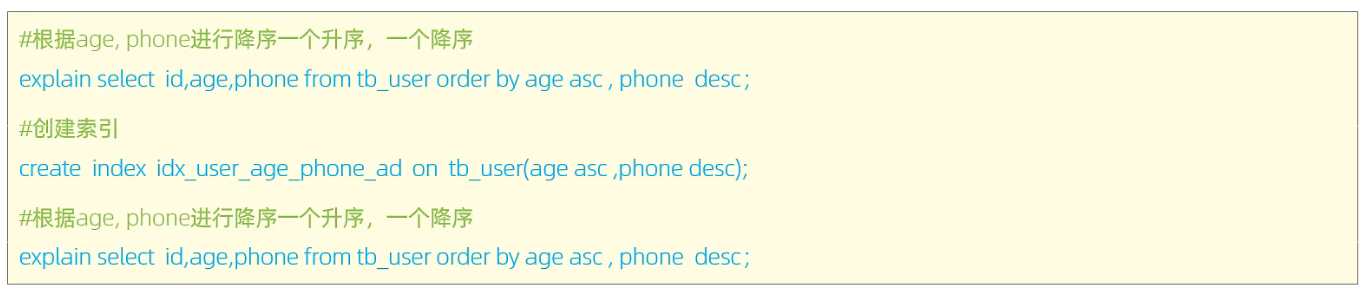 #根据age, phone进行降序一个升序，一个降序
explain select  id,age,phone from tb_user order by age asc , phone  desc ;
#创建索引
create  index  idx_user_age_phone_ad  on  tb_user(age asc ,phone desc);
#根据age, phone进行降序一个升序，一个降序
explain select  id,age,phone from tb_user order by age asc , phone  desc ;